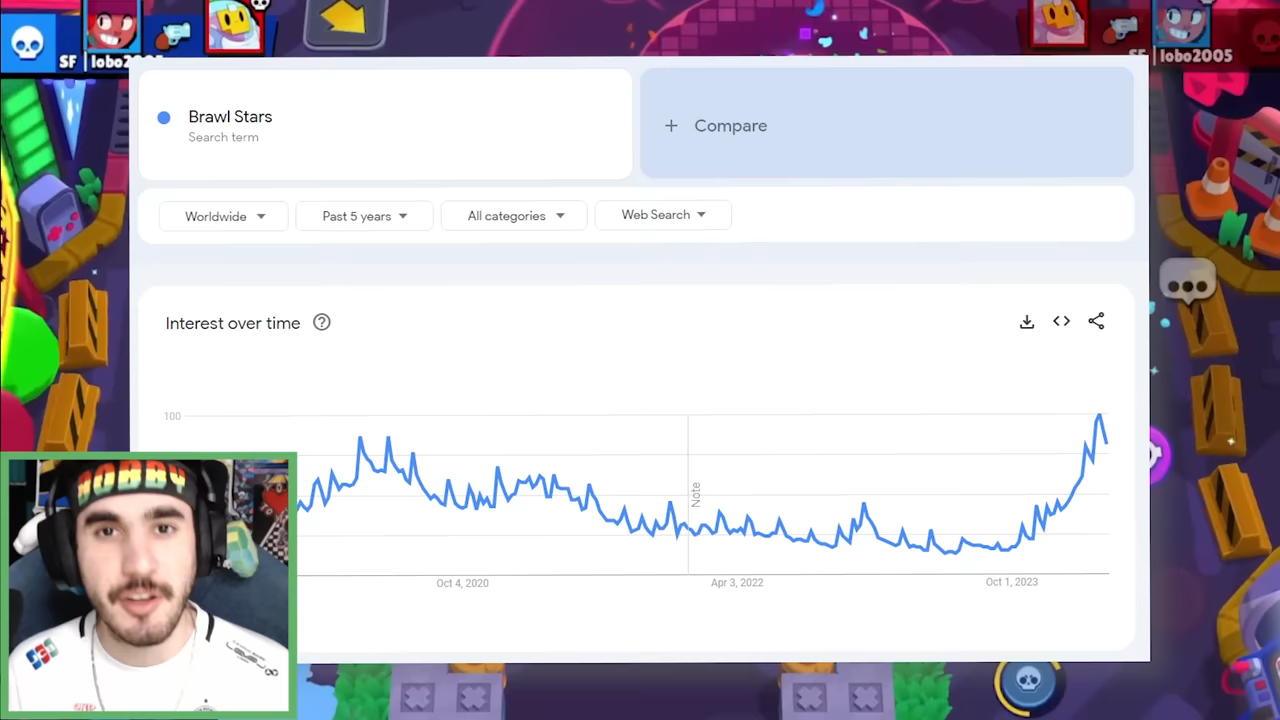 SF | lobo2005
SF | lobo2005
Brawl Stars
Search term
+ Compare
Worldwide
Past 5 years
All categories
Web Search
Interest over time
100
Note
Oct 4, 2020
Apr 3, 2022
Oct 1, 2023
BOBBY
JCB